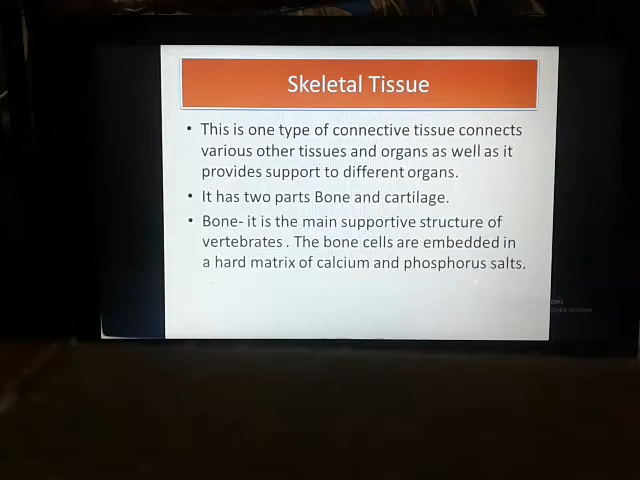 Skeletal Tissue
• This is one type of connective tissue connects
various other tissues and organs as well as it
provides support to different organs.
• It has two parts Bone and cartilage.
• Bone- it is the main supportive structure of
vertebrates . The bone cells are embedded in
a hard matrix of calcium and phosphorus salts.